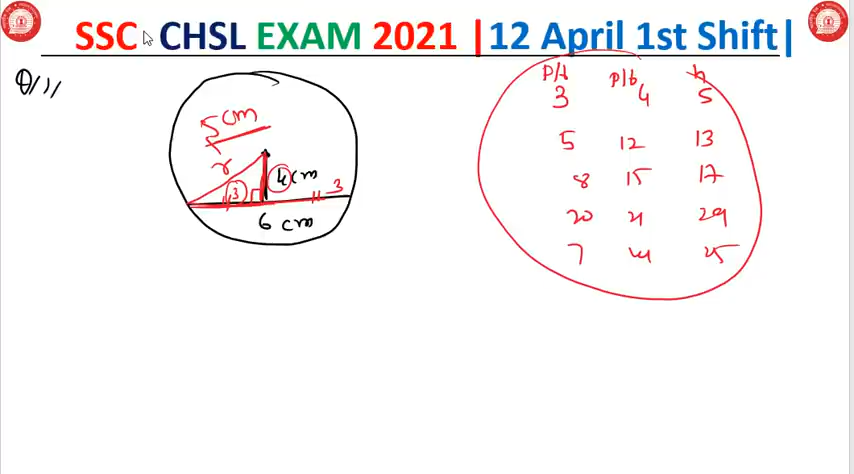 SSC CHSL EXAM 2021 |12 April 1st Shift|
Q11)
5cm
r
3
4cm
3
6 cm
P/b P/b h
3 4 5
5 12 13
8 15 17
20 21 29
7 24 25